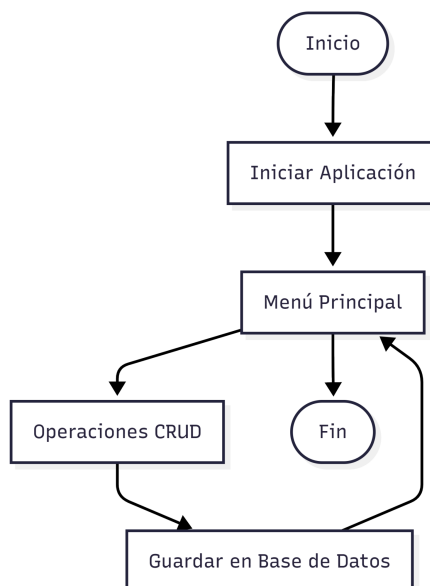 Inicio
Iniciar Aplicación
Menú Principal
Operaciones CRUD
Fin
Guardar en Base de Datos